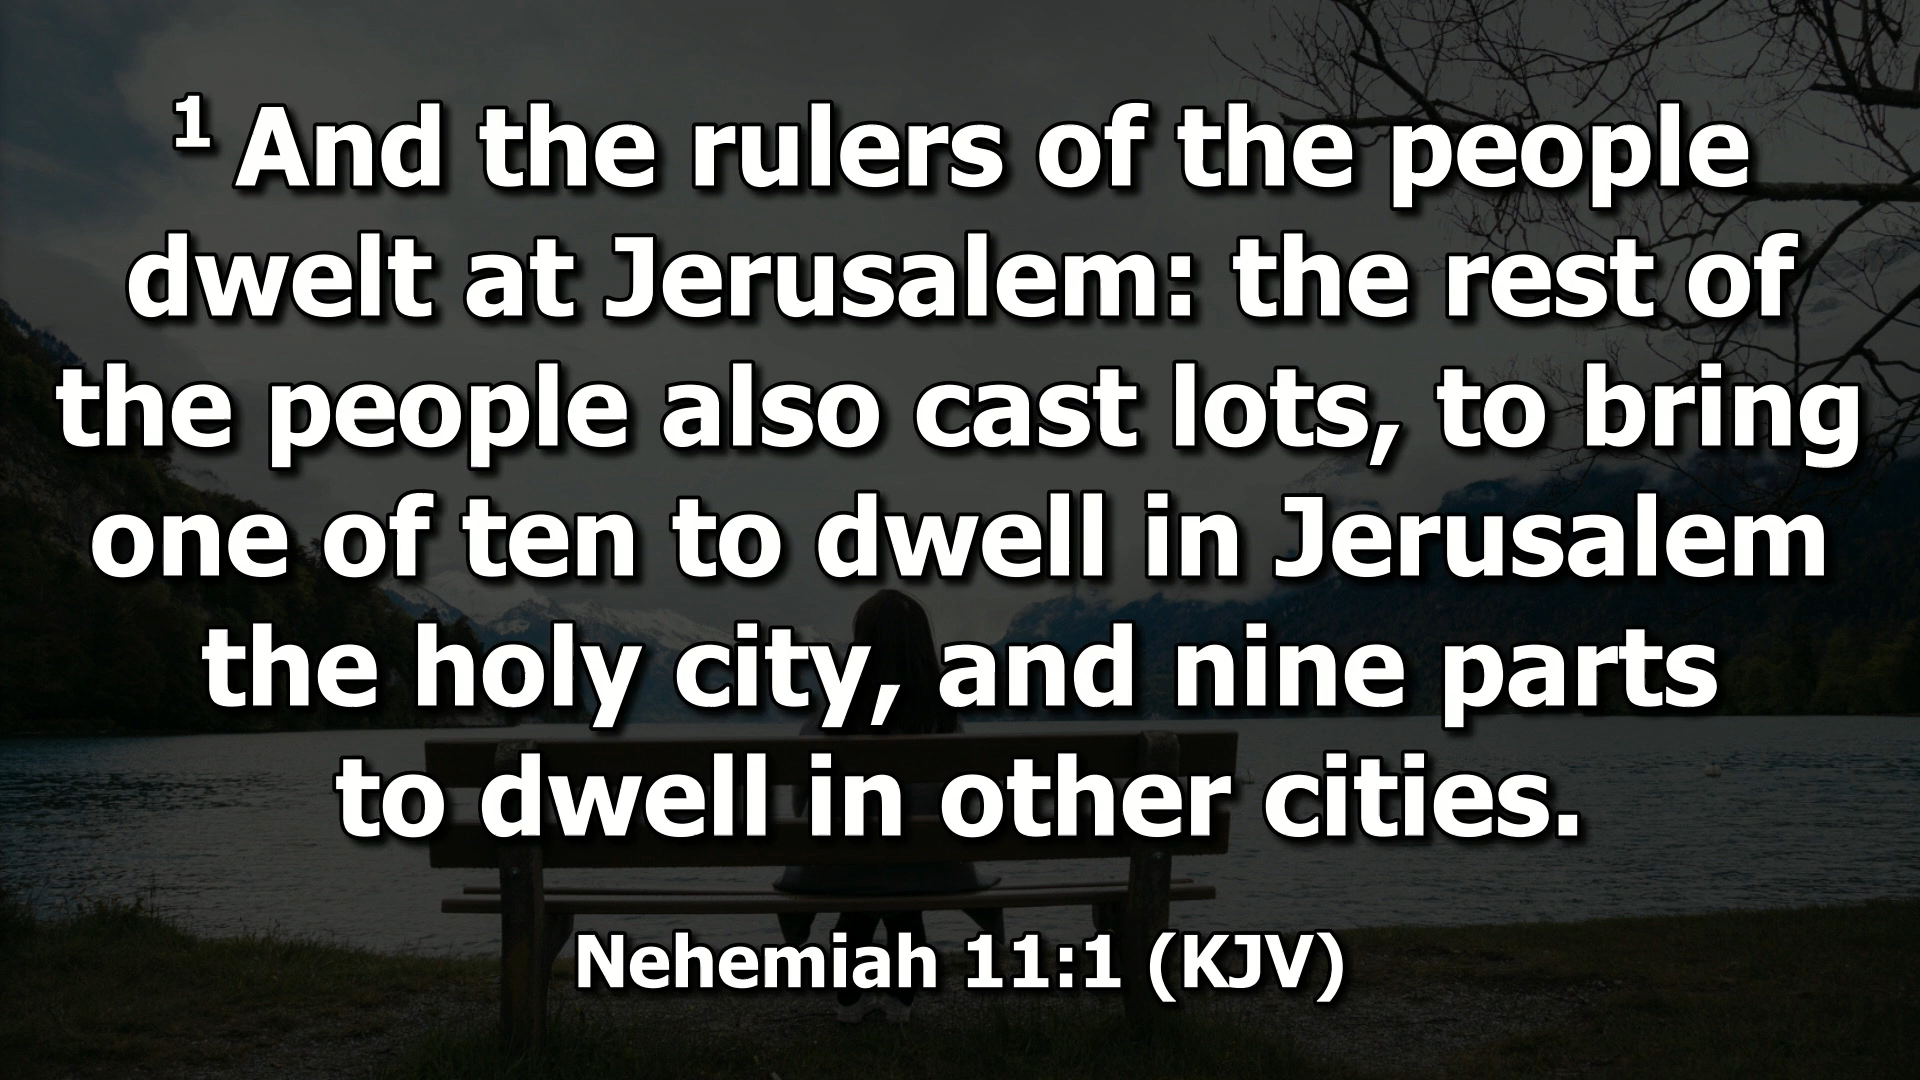 1 And the rulers of the people
dwelt at Jerusalem: the rest of
the people also cast lots, to bring
one of ten to dwell in Jerusalem
the holy city, and nine parts
to dwell in other cities.
Nehemiah 11:1 (KJV)